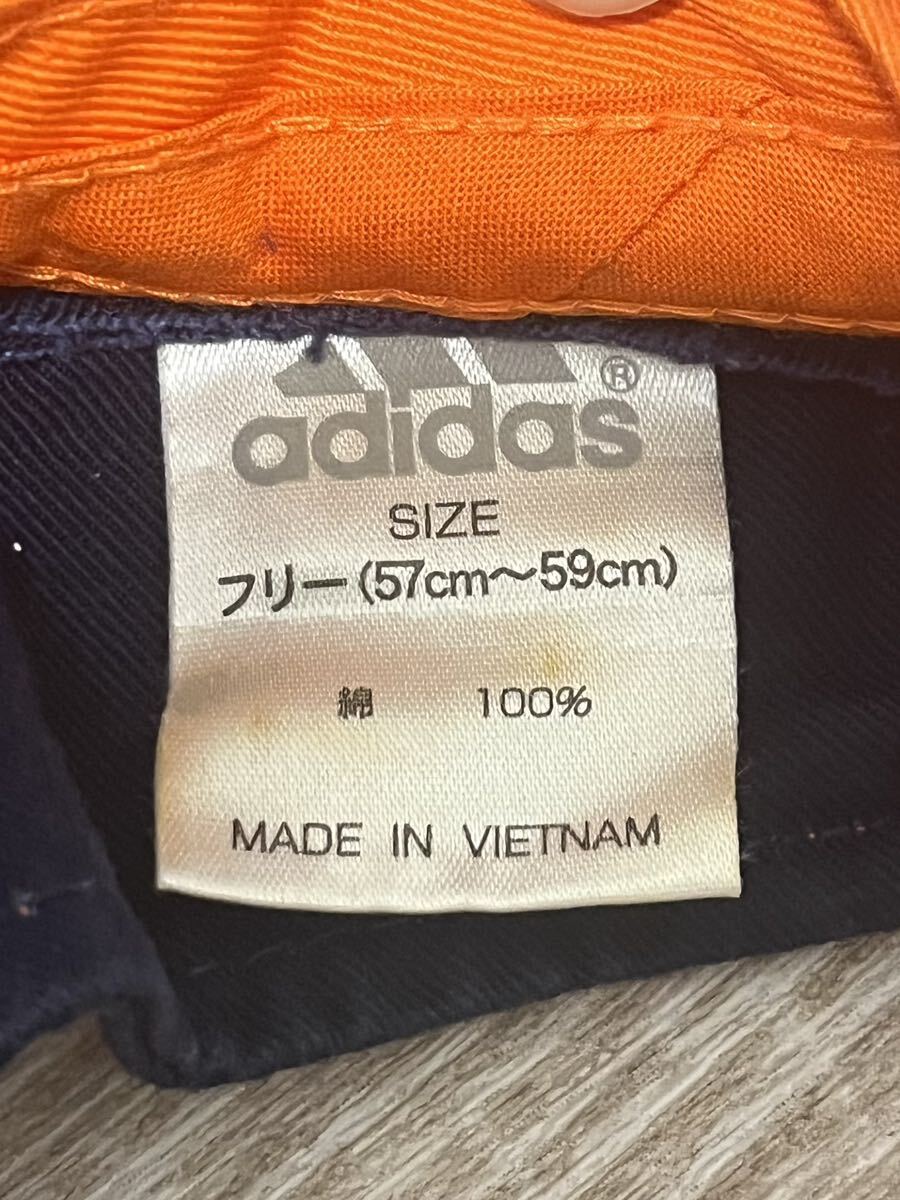 adidas®
SIZE
フリー(57cm～59cm)
綿 100%
MADE IN VIETNAM